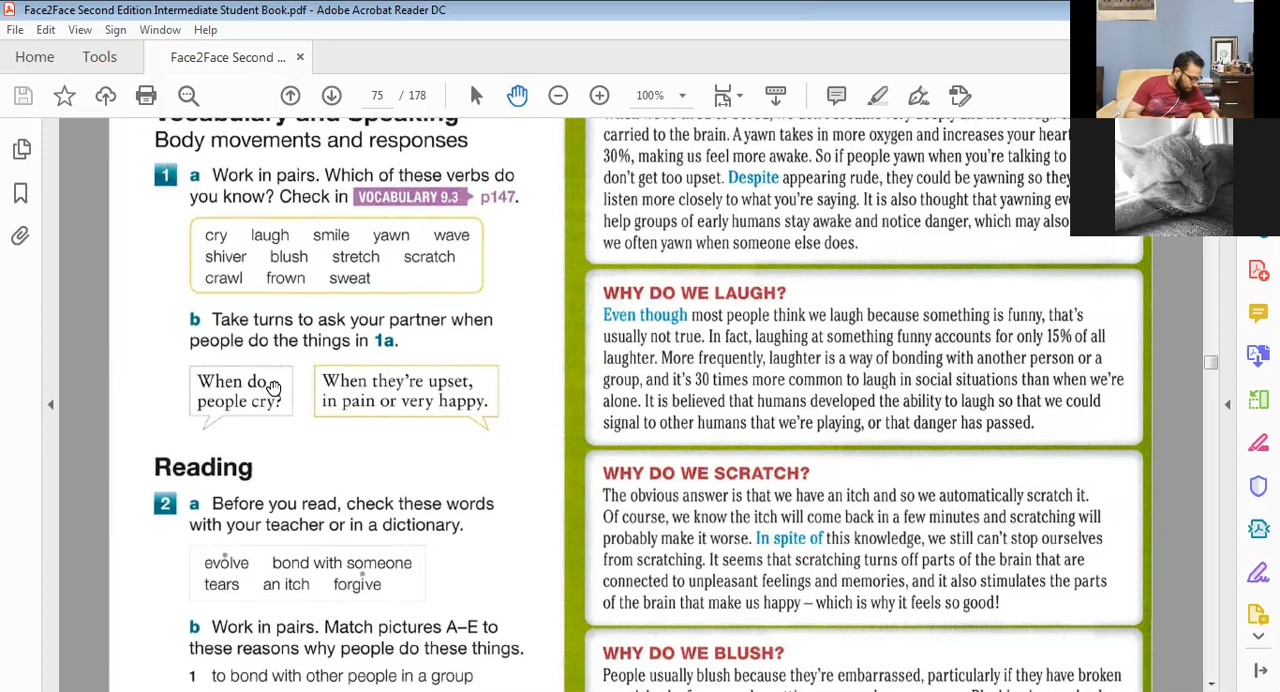 Face2Face Second Edition Intermediate Student Book.pdf - Adobe Acrobat Reader DC
File Edit View Sign Window Help
Home Tools Face2Face Second ... ×
75 / 178 100%
Vocabulary and Speaking
Body movements and responses
1 a Work in pairs. Which of these verbs do
you know? Check in VOCABULARY 9.3 p147.
cry laugh smile yawn wave
shiver blush stretch scratch
crawl frown sweat
b Take turns to ask your partner when
people do the things in 1a.
When do
people cry?
When they're upset,
in pain or very happy.
Reading
2 a Before you read, check these words
with your teacher or in a dictionary.
evolve bond with someone
tears an itch forgive
b Work in pairs. Match pictures A–E to
these reasons why people do these things.
1 to bond with other people in a group
carried to the brain. A yawn takes in more oxygen and increases your heart
30%, making us feel more awake. So if people yawn when you're talking to
don't get too upset. Despite appearing rude, they could be yawning so they
listen more closely to what you're saying. It is also thought that yawning
help groups of early humans stay awake and notice danger, which may also
we often yawn when someone else does.
WHY DO WE LAUGH?
Even though most people think we laugh because something is funny, that's
usually not true. In fact, laughing at something funny accounts for only 15% of all
laughter. More frequently, laughter is a way of bonding with another person or a
group, and it's 30 times more common to laugh in social situations than when we're
alone. It is believed that humans developed the ability to laugh so that we could
signal to other humans that we're playing, or that danger has passed.
WHY DO WE SCRATCH?
The obvious answer is that we have an itch and so we automatically scratch it.
Of course, we know the itch will come back in a few minutes and scratching will
probably make it worse. In spite of this knowledge, we still can't stop ourselves
from scratching. It seems that scratching turns off parts of the brain that are
connected to unpleasant feelings and memories, and it also stimulates the parts
of the brain that make us happy – which is why it feels so good!
WHY DO WE BLUSH?
People usually blush because they're embarrassed, particularly if they have broken